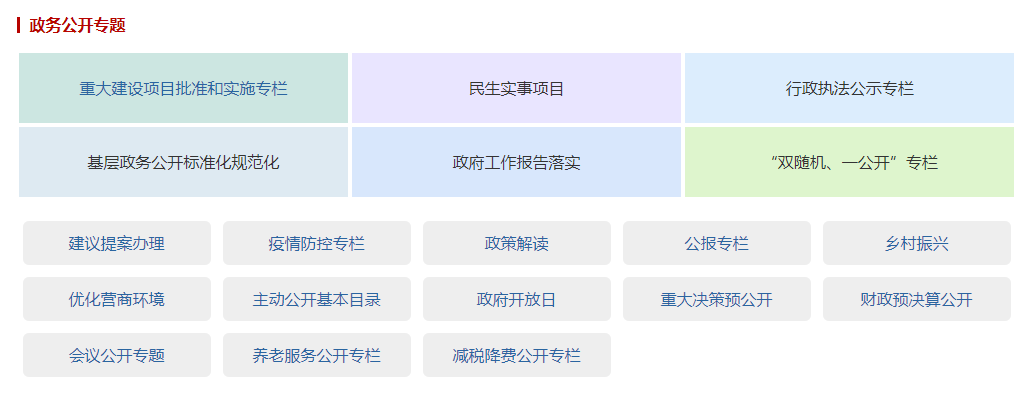 政务公开专题
重大建设项目批准和实施专栏
民生实事项目
行政执法公示专栏
基层政务公开标准化规范化
政府工作报告落实
“双随机、一公开”专栏
建议提案办理
疫情防控专栏
政策解读
公报专栏
乡村振兴
优化营商环境
主动公开基本目录
政府开放日
重大决策预公开
财政预决算公开
会议公开专题
养老服务公开专栏
减税降费公开专栏